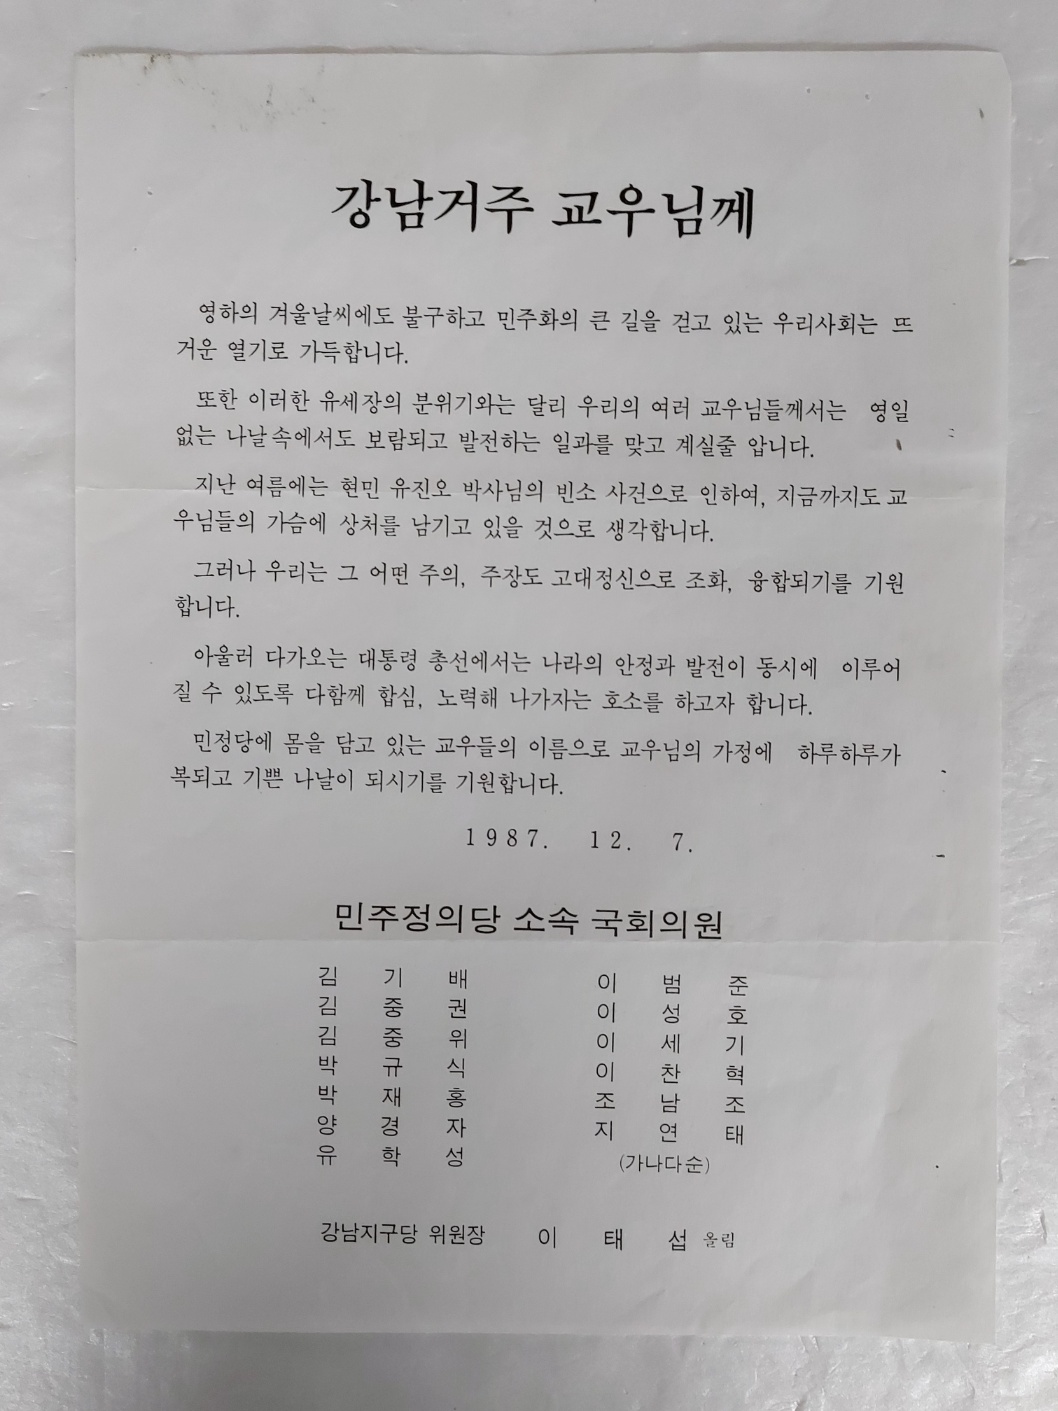 강남거주 교우님께
영하의 겨울날씨에도 불구하고 민주화의 큰 길을 걷고 있는 우리사회는 뜨
거운 열기로 가득합니다.
또한 이러한 유세장의 분위기와는 달리 우리의 여러 교우님들께서는 영일
없는 나날속에서도 보람되고 발전하는 일과를 맞고 계실줄 압니다.
지난 여름에는 현민 유진오 박사님의 빈소 사건으로 인하여, 지금까지도 교
우님들의 가슴에 상처를 남기고 있을 것으로 생각합니다.
그러나 우리는 그 어떤 주의, 주장도 고대정신으로 조화, 융합되기를 기원
합니다.
아울러 다가오는 대통령 총선에서는 나라의 안정과 발전이 동시에 이루어
질 수 있도록 다함께 합심, 노력해 나가자는 호소를 하고자 합니다.
민정당에 몸을 담고 있는 교우들의 이름으로 교우님의 가정에 하루하루가
복되고 기쁜 나날이 되시기를 기원합니다.
1987. 12. 7.
민주정의당 소속 국회의원
김 기 배 이 범 준
김 중 권 이 성 호
김 중 위 이 세 기
박 규 식 이 찬 혁
박 재 홍 조 남 조
양 경 자 지 연 태
유 학 성 (가나다순)
강남지구당 위원장 이 태 섭 올림